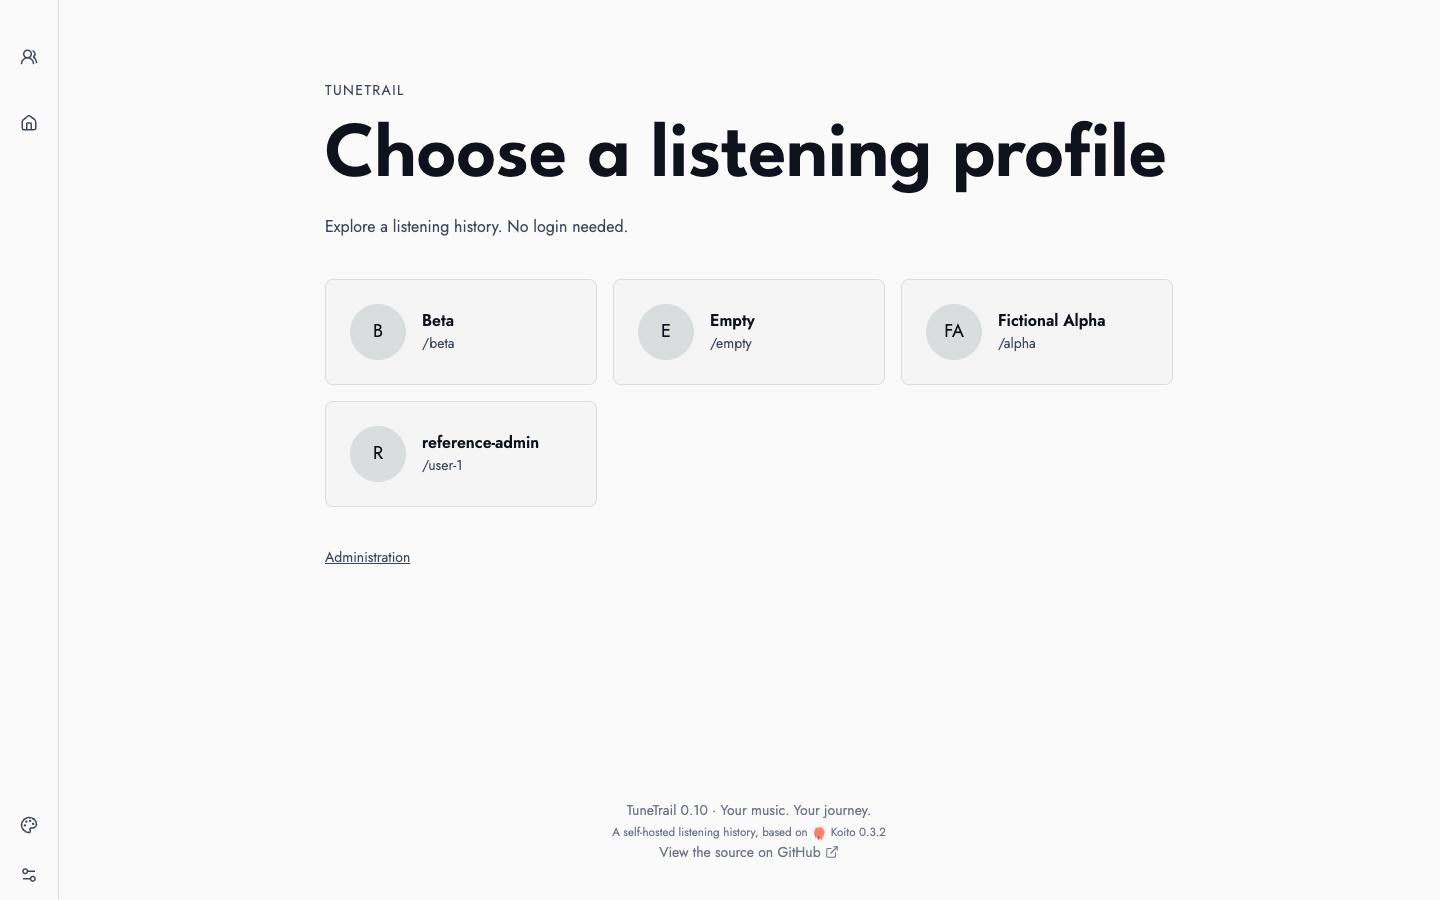 TUNETRAIL
Choose a listening profile
Explore a listening history. No login needed.
B
Beta
/beta
E
Empty
/empty
FA
Fictional Alpha
/alpha
R
reference-admin
/user-1
Administration
TuneTrail 0.10 · Your music. Your journey.
A self-hosted listening history, based on Koito 0.3.2
View the source on GitHub